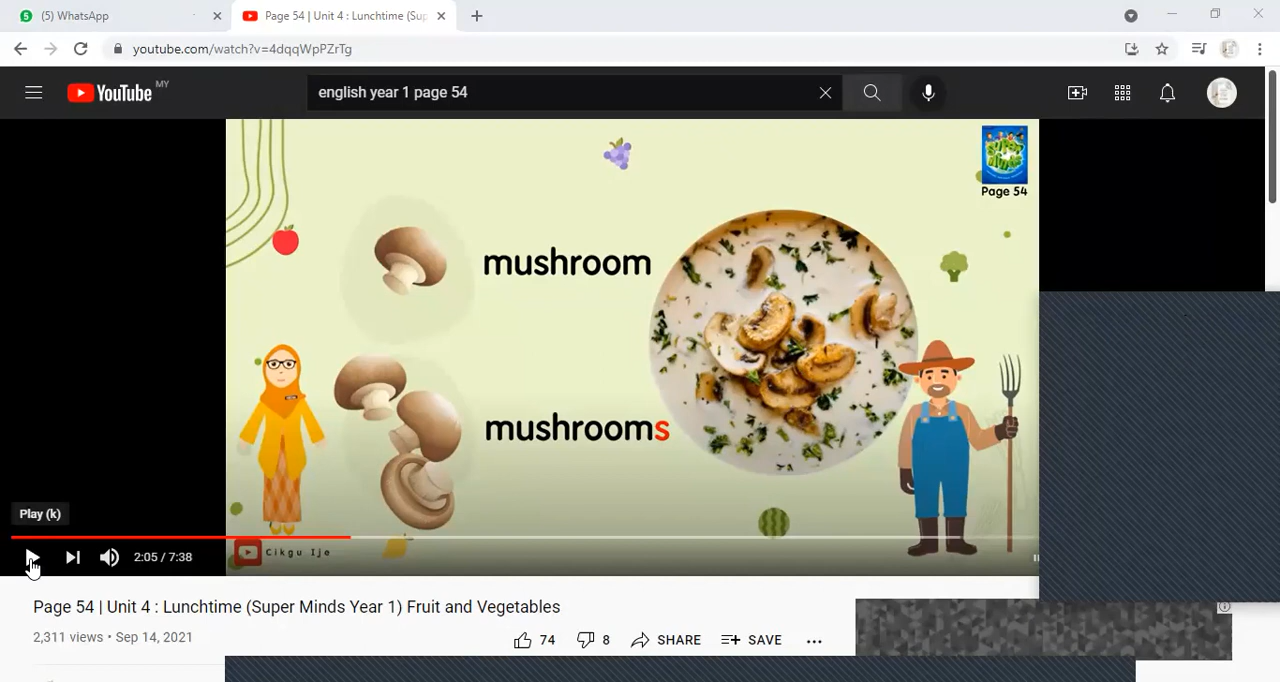 (5) WhatsApp
Page 54 | Unit 4 : Lunchtime (Sup
youtube.com/watch?v=4dqqWpPZrTg
YouTube MY
english year 1 page 54
Page 54
mushroom
mushrooms
Play (k)
2:05 / 7:38
Cikgu Ije
Page 54 | Unit 4 : Lunchtime (Super Minds Year 1) Fruit and Vegetables
2,311 views • Sep 14, 2021
74
8
SHARE
SAVE